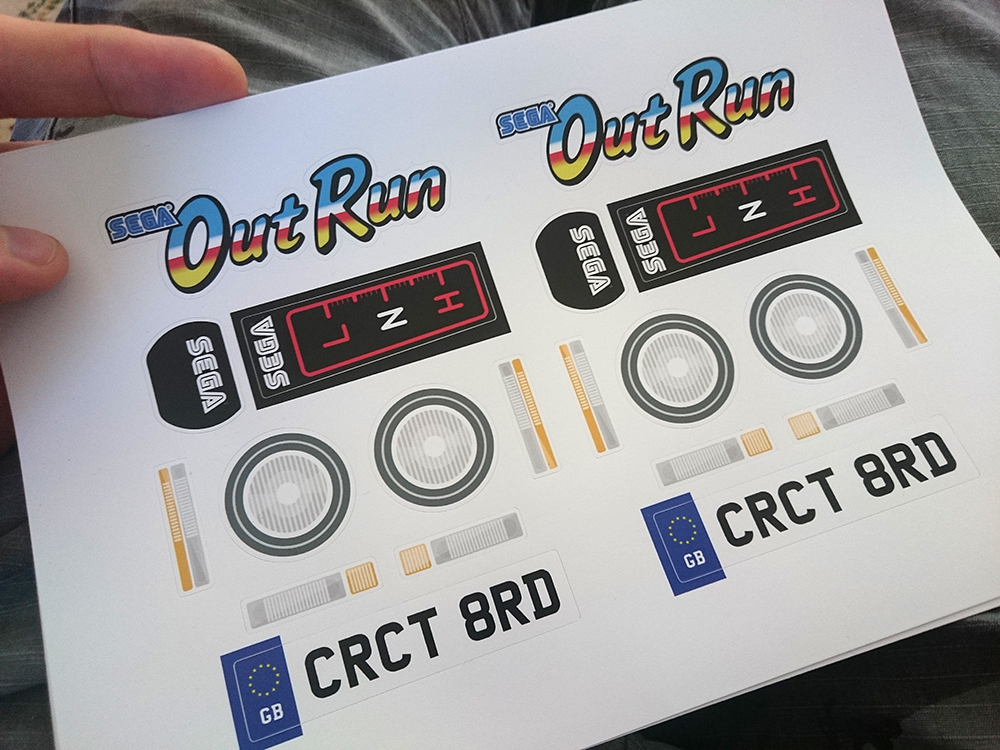 SEGA®
OutRun
SEGA
SEGA
L N H
GB
CRCT 8RD
SEGA®
OutRun
SEGA
SEGA
L N H
GB
CRCT 8RD